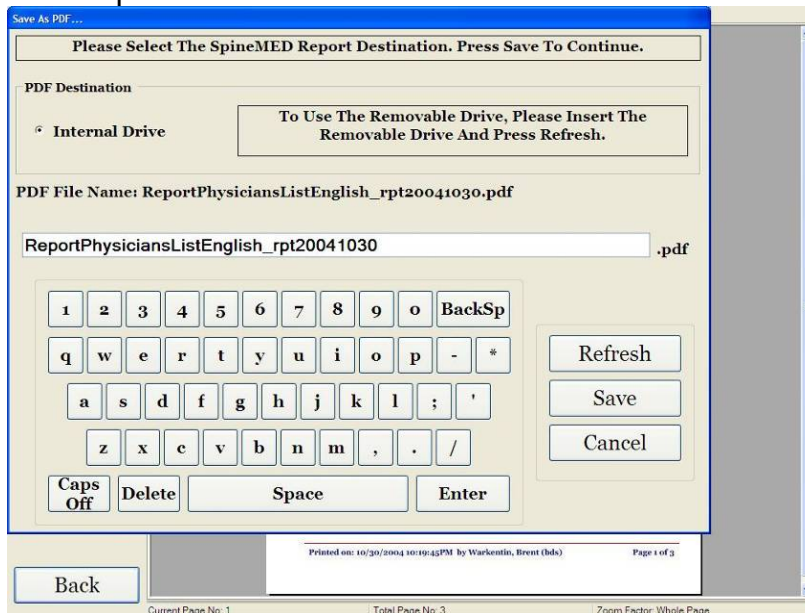 Save As PDF...
Please Select The SpineMED Report Destination. Press Save To Continue.
PDF Destination
Internal Drive
To Use The Removable Drive, Please Insert The
Removable Drive And Press Refresh.
PDF File Name: ReportPhysiciansListEnglish_rpt20041030.pdf
ReportPhysiciansListEnglish_rpt20041030 .pdf
1 2 3 4 5 6 7 8 9 0 BackSp
q w e r t y u i o p - *
a s d f g h j k l ; '
z x c v b n m , . /
Caps Off Delete Space Enter
Refresh
Save
Cancel
Printed on: 10/30/2004 10:19:45PM by Warkentin, Brent (bds) Page 1 of 3
Back
Current Page No: 1 Total Page No: 3 Zoom Factor: Whole Page